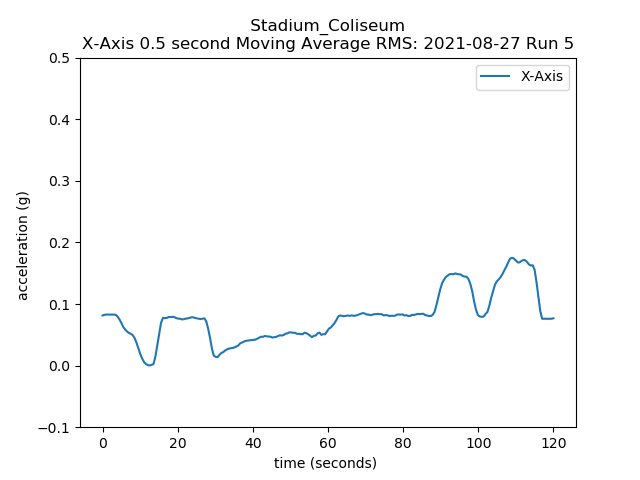 Stadium_Coliseum
X-Axis 0.5 second Moving Average RMS: 2021-08-27 Run 5
X-Axis
0.5
0.4
0.3
0.2
0.1
0.0
−0.1
acceleration (g)
0 20 40 60 80 100 120
time (seconds)